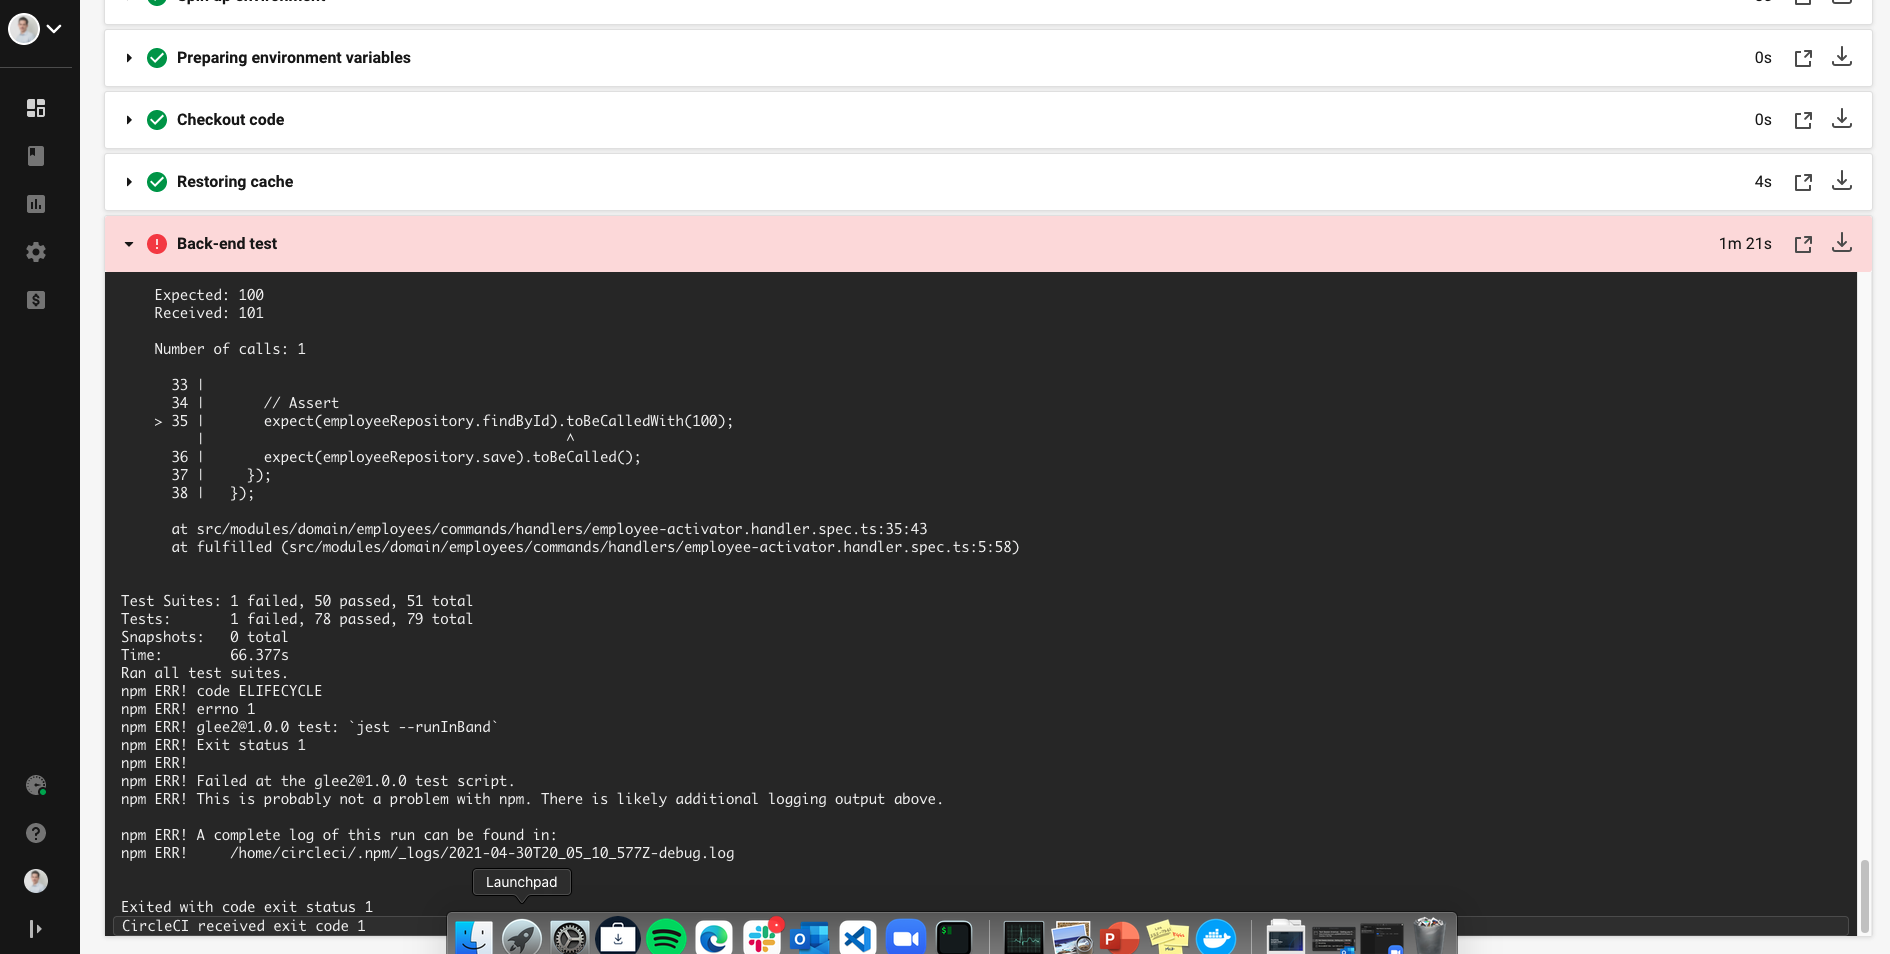 Spin up environment
Preparing environment variables 0s
Checkout code 0s
Restoring cache 4s
Back-end test 1m 21s
Expected: 100
Received: 101
Number of calls: 1
33 |
34 | // Assert
> 35 | expect(employeeRepository.findById).toBeCalledWith(100);
| ^
36 | expect(employeeRepository.save).toBeCalled();
37 | });
38 | });
at src/modules/domain/employees/commands/handlers/employee-activator.handler.spec.ts:35:43
at fulfilled (src/modules/domain/employees/commands/handlers/employee-activator.handler.spec.ts:5:58)
Test Suites: 1 failed, 50 passed, 51 total
Tests: 1 failed, 78 passed, 79 total
Snapshots: 0 total
Time: 66.377s
Ran all test suites.
npm ERR! code ELIFECYCLE
npm ERR! errno 1
npm ERR! glee2@1.0.0 test: `jest --runInBand`
npm ERR! Exit status 1
npm ERR!
npm ERR! Failed at the glee2@1.0.0 test script.
npm ERR! This is probably not a problem with npm. There is likely additional logging output above.
npm ERR! A complete log of this run can be found in:
npm ERR! /home/circleci/.npm/_logs/2021-04-30T20_05_10_577Z-debug.log
Launchpad
Exited with code exit status 1
CircleCI received exit code 1